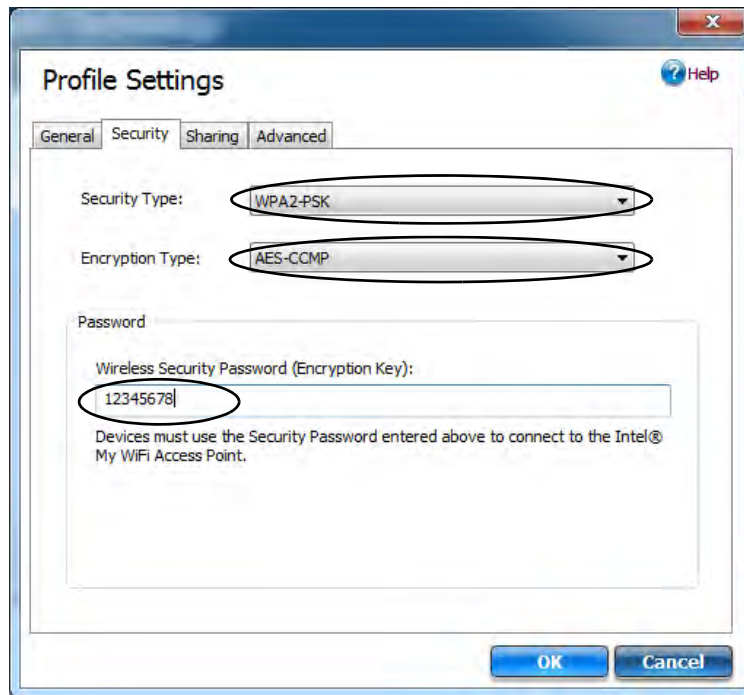 X
Profile Settings
? Help
General Security Sharing Advanced
Security Type: WPA2-PSK
Encryption Type: AES-CCMP
Password
Wireless Security Password (Encryption Key):
12345678
Devices must use the Security Password entered above to connect to the Intel®
My WiFi Access Point.
OK Cancel